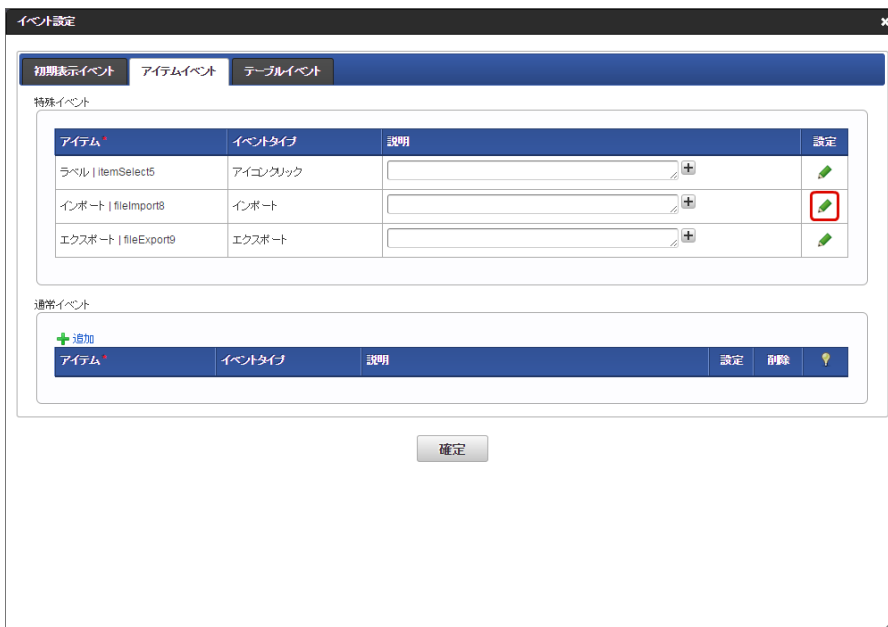 イベント設定
初期表示イベント アイテムイベント テーブルイベント
特殊イベント
アイテム* イベントタイプ 説明 設定
ラベル | itemSelect5 アイコンクリック
インポート | fileImport8 インポート
エクスポート | fileExport9 エクスポート
通常イベント
追加
アイテム* イベントタイプ 説明 設定 削除
確定